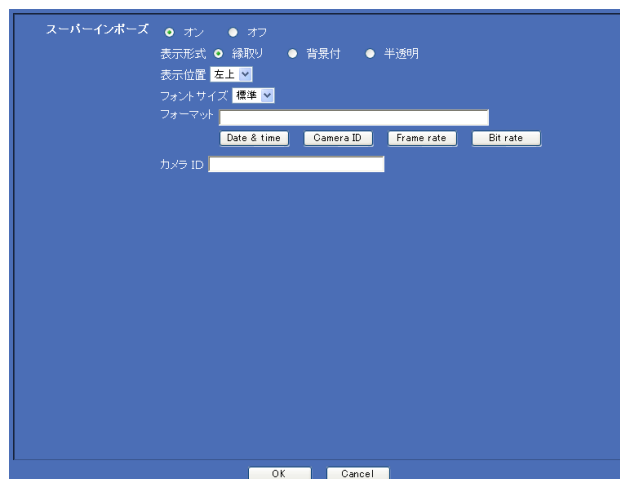 スーパーインポーズ オン オフ
表示形式 縁取り 背景付 半透明
表示位置 左上
フォントサイズ 標準
フォーマット
Date & time Camera ID Frame rate Bit rate
カメラ ID
OK Cancel